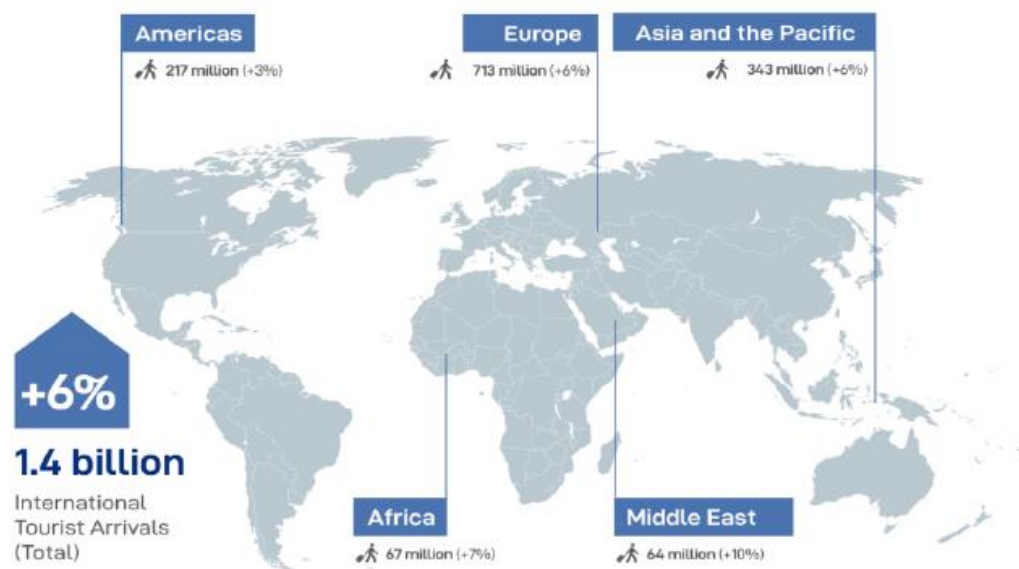 Americas
217 million (+3%)
Europe
713 million (+6%)
Asia and the Pacific
343 million (+6%)
+6%
1.4 billion
International
Tourist Arrivals
(Total)
Africa
67 million (+7%)
Middle East
64 million (+10%)